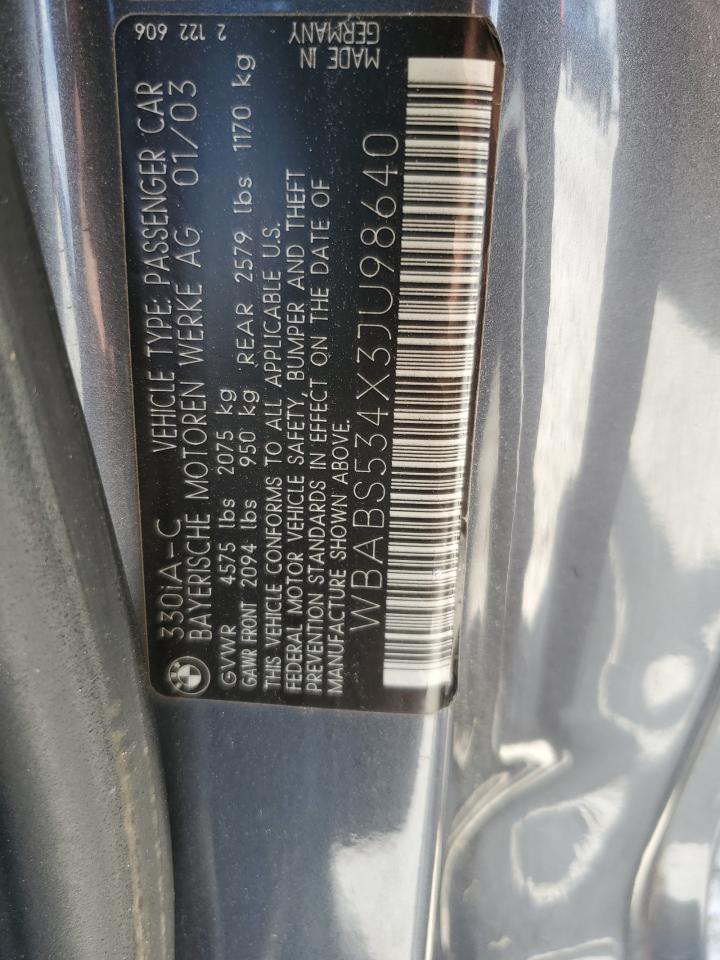 330iA-C VEHICLE TYPE: PASSENGER CAR 2 122 606
BAYERISCHE MOTOREN WERKE AG 01/03
GVWR 4575 lbs 2075 kg
GAWR FRONT 2094 lbs 950 kg REAR 2579 lbs 1170 kg
THIS VEHICLE CONFORMS TO ALL APPLICABLE U.S.
FEDERAL MOTOR VEHICLE SAFETY, BUMPER AND THEFT
PREVENTION STANDARDS IN EFFECT ON THE DATE OF
MANUFACTURE SHOWN ABOVE.
MADE IN
GERMANY
WBABS534X3JU98640